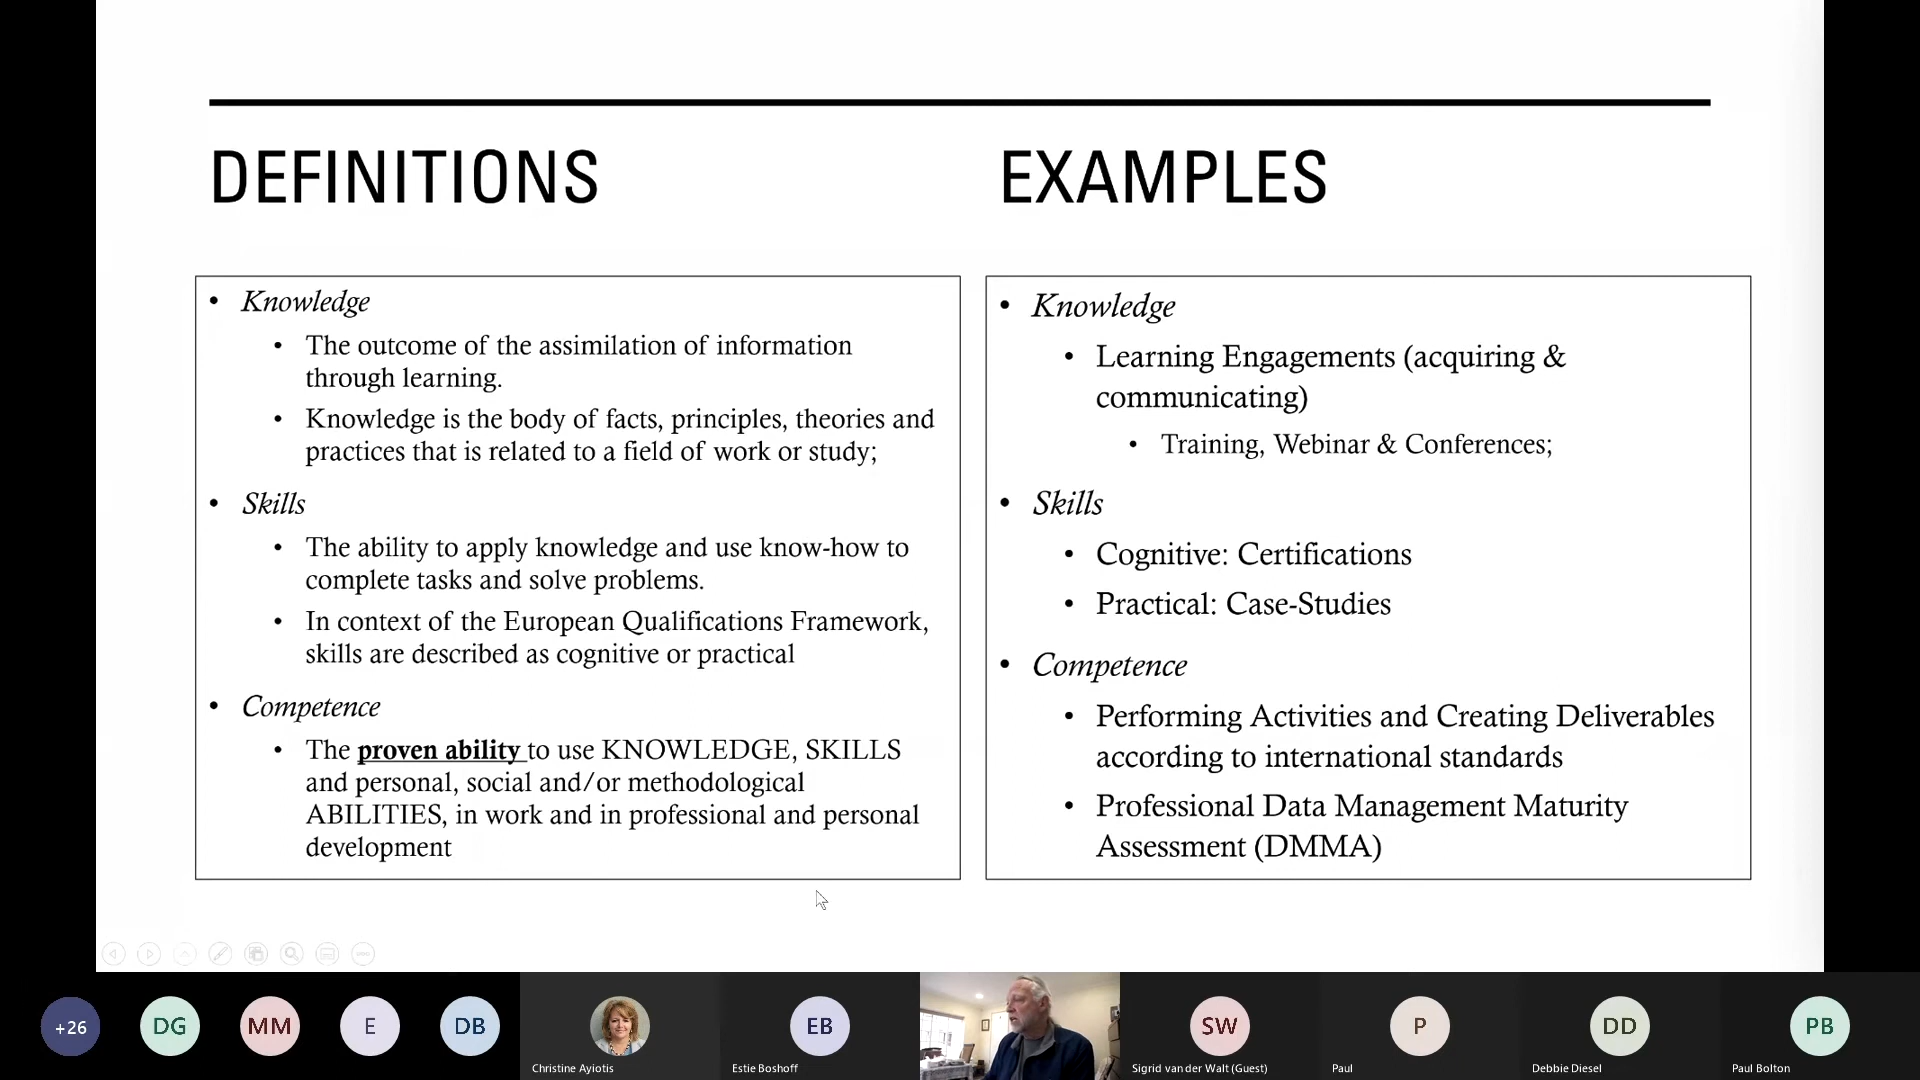 DEFINITIONS
EXAMPLES
• Knowledge
• The outcome of the assimilation of information
through learning.
• Knowledge is the body of facts, principles, theories and
practices that is related to a field of work or study;
• Skills
• The ability to apply knowledge and use know-how to
complete tasks and solve problems.
• In context of the European Qualifications Framework,
skills are described as cognitive or practical
• Competence
• The proven ability to use KNOWLEDGE, SKILLS
and personal, social and/or methodological
ABILITIES, in work and in professional and personal
development
• Knowledge
• Learning Engagements (acquiring &
communicating)
• Training, Webinar & Conferences;
• Skills
• Cognitive: Certifications
• Practical: Case-Studies
• Competence
• Performing Activities and Creating Deliverables
according to international standards
• Professional Data Management Maturity
Assessment (DMMA)
+26
DG
MM
E
DB
EB
SW
P
DD
PB
Christine Ayiotis
Estie Boshoff
Sigrid van der Walt (Guest)
Paul
Debbie Diesel
Paul Bolton